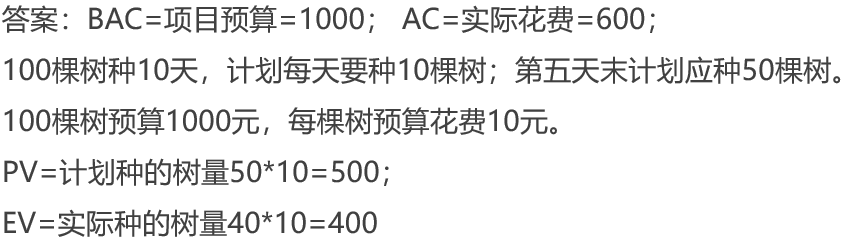 答案：BAC=项目预算=1000； AC=实际花费=600；
100棵树种10天，计划每天要种10棵树；第五天末计划应种50棵树。
100棵树预算1000元，每棵树预算花费10元。
PV=计划种的树量50*10=500；
EV=实际种的树量40*10=400